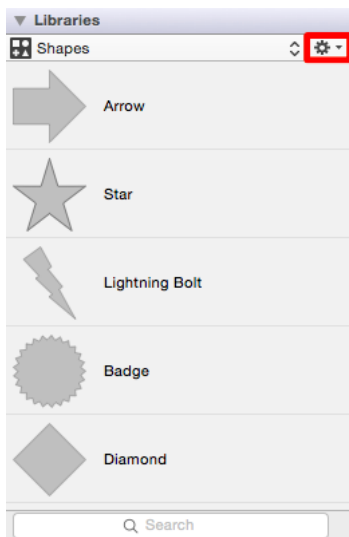 Libraries
Shapes
Arrow
Star
Lightning Bolt
Badge
Diamond
Search